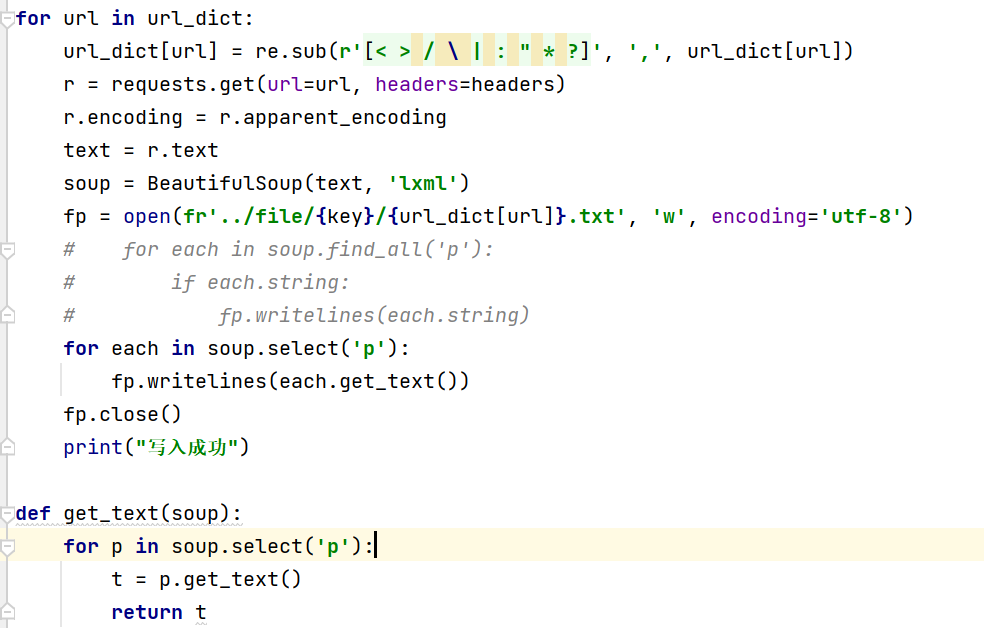 for url in url_dict:
    url_dict[url] = re.sub(r'[< > / \ | : " * ?]', ',', url_dict[url])
    r = requests.get(url=url, headers=headers)
    r.encoding = r.apparent_encoding
    text = r.text
    soup = BeautifulSoup(text, 'lxml')
    fp = open(fr'../file/{key}/{url_dict[url]}.txt', 'w', encoding='utf-8')
    #    for each in soup.find_all('p'):
    #        if each.string:
    #            fp.writelines(each.string)
    for each in soup.select('p'):
        fp.writelines(each.get_text())
    fp.close()
    print("写入成功")

def get_text(soup):
    for p in soup.select('p'):
        t = p.get_text()
        return t